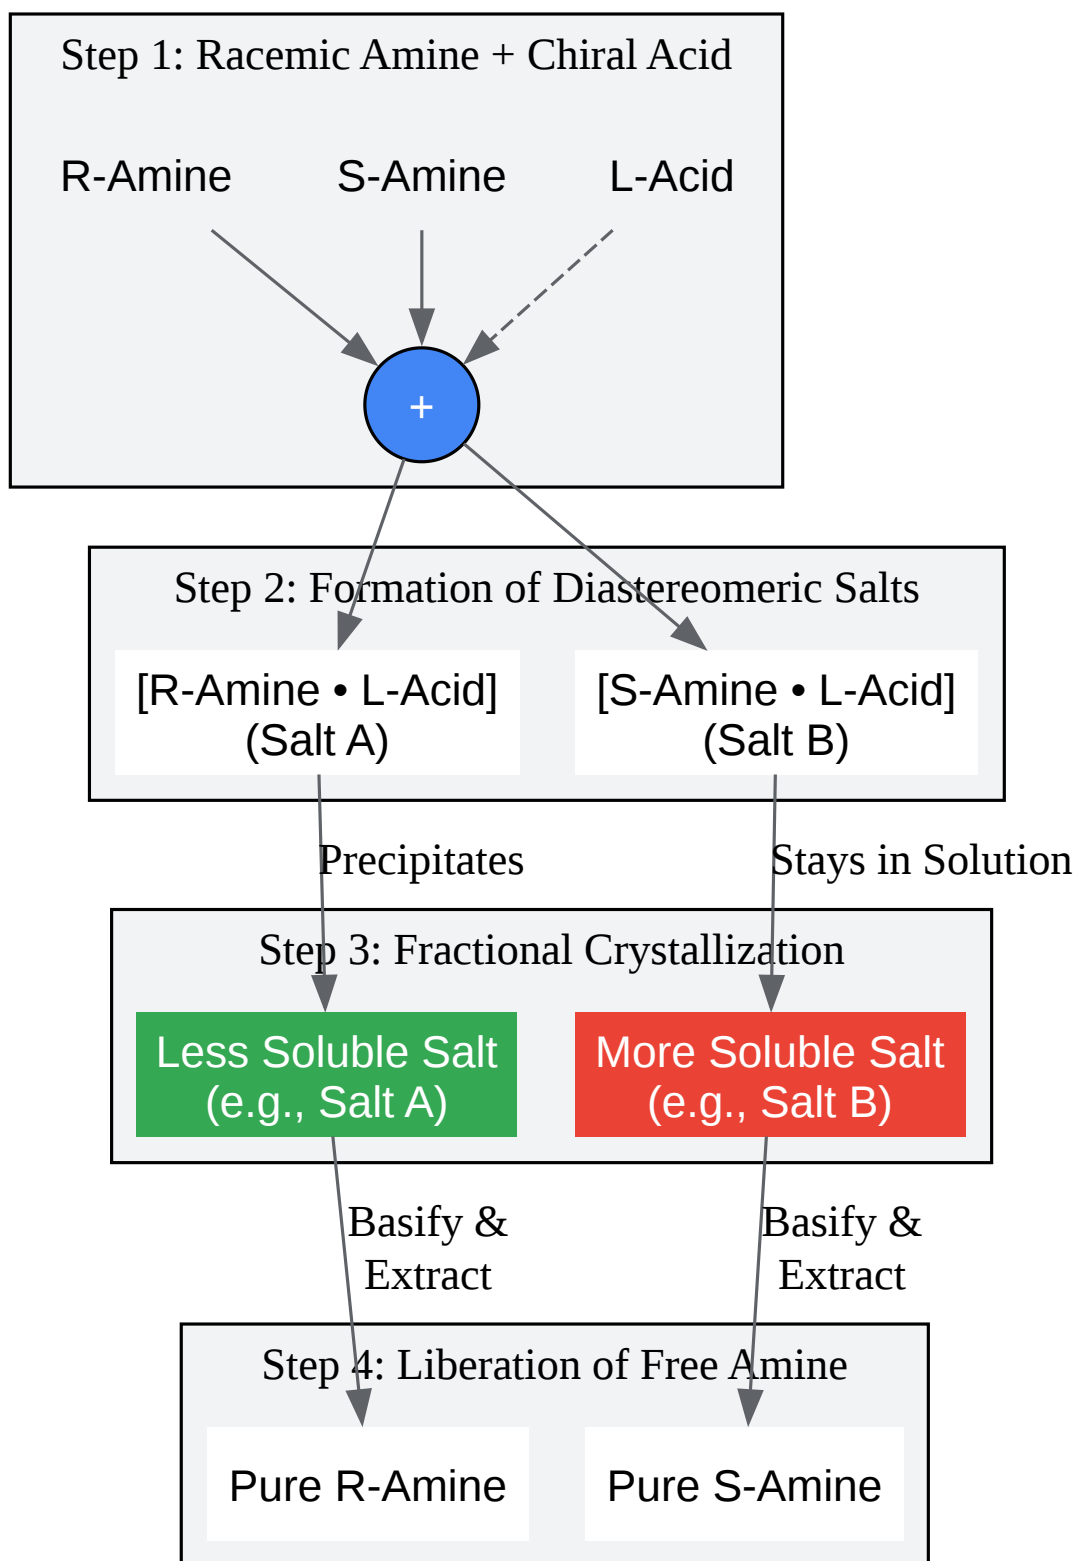 Step 1: Racemic Amine + Chiral Acid
R-Amine
S-Amine
L-Acid
+
Step 2: Formation of Diastereomeric Salts
[R-Amine • L-Acid]
(Salt A)
[S-Amine • L-Acid]
(Salt B)
Precipitates
Stays in Solution
Step 3: Fractional Crystallization
Less Soluble Salt
(e.g., Salt A)
More Soluble Salt
(e.g., Salt B)
Basify &
Extract
Basify &
Extract
Step 4: Liberation of Free Amine
Pure R-Amine
Pure S-Amine